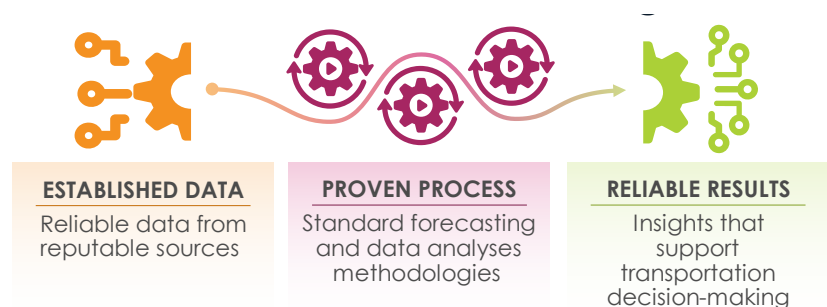 ESTABLISHED DATA
Reliable data from
reputable sources
PROVEN PROCESS
Standard forecasting
and data analyses
methodologies
RELIABLE RESULTS
Insights that
support
transportation
decision-making